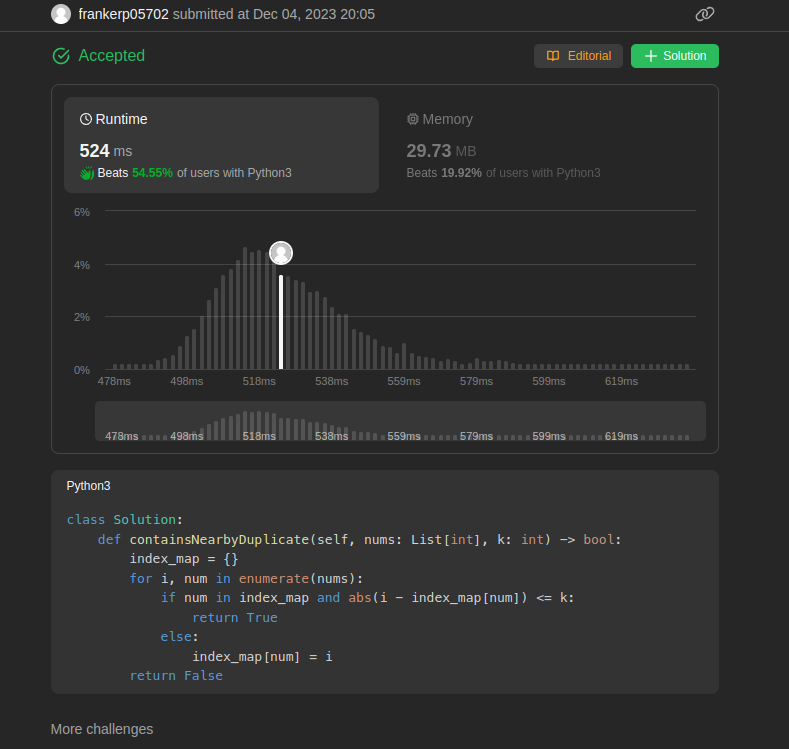 frankerp05702 submitted at Dec 04, 2023 20:05
Accepted
Editorial
Solution
Runtime
Memory
524 ms
29.73 MB
Beats 54.55% of users with Python3
Beats 19.92% of users with Python3
6%
4%
2%
0%
478ms 498ms 518ms 538ms 559ms 579ms 599ms 619ms
478ms 498ms 518ms 538ms 559ms 579ms 599ms 619ms
Python3
class Solution:
    def containsNearbyDuplicate(self, nums: List[int], k: int) -> bool:
        index_map = {}
        for i, num in enumerate(nums):
            if num in index_map and abs(i - index_map[num]) <= k:
                return True
            else:
                index_map[num] = i
        return False
More challenges